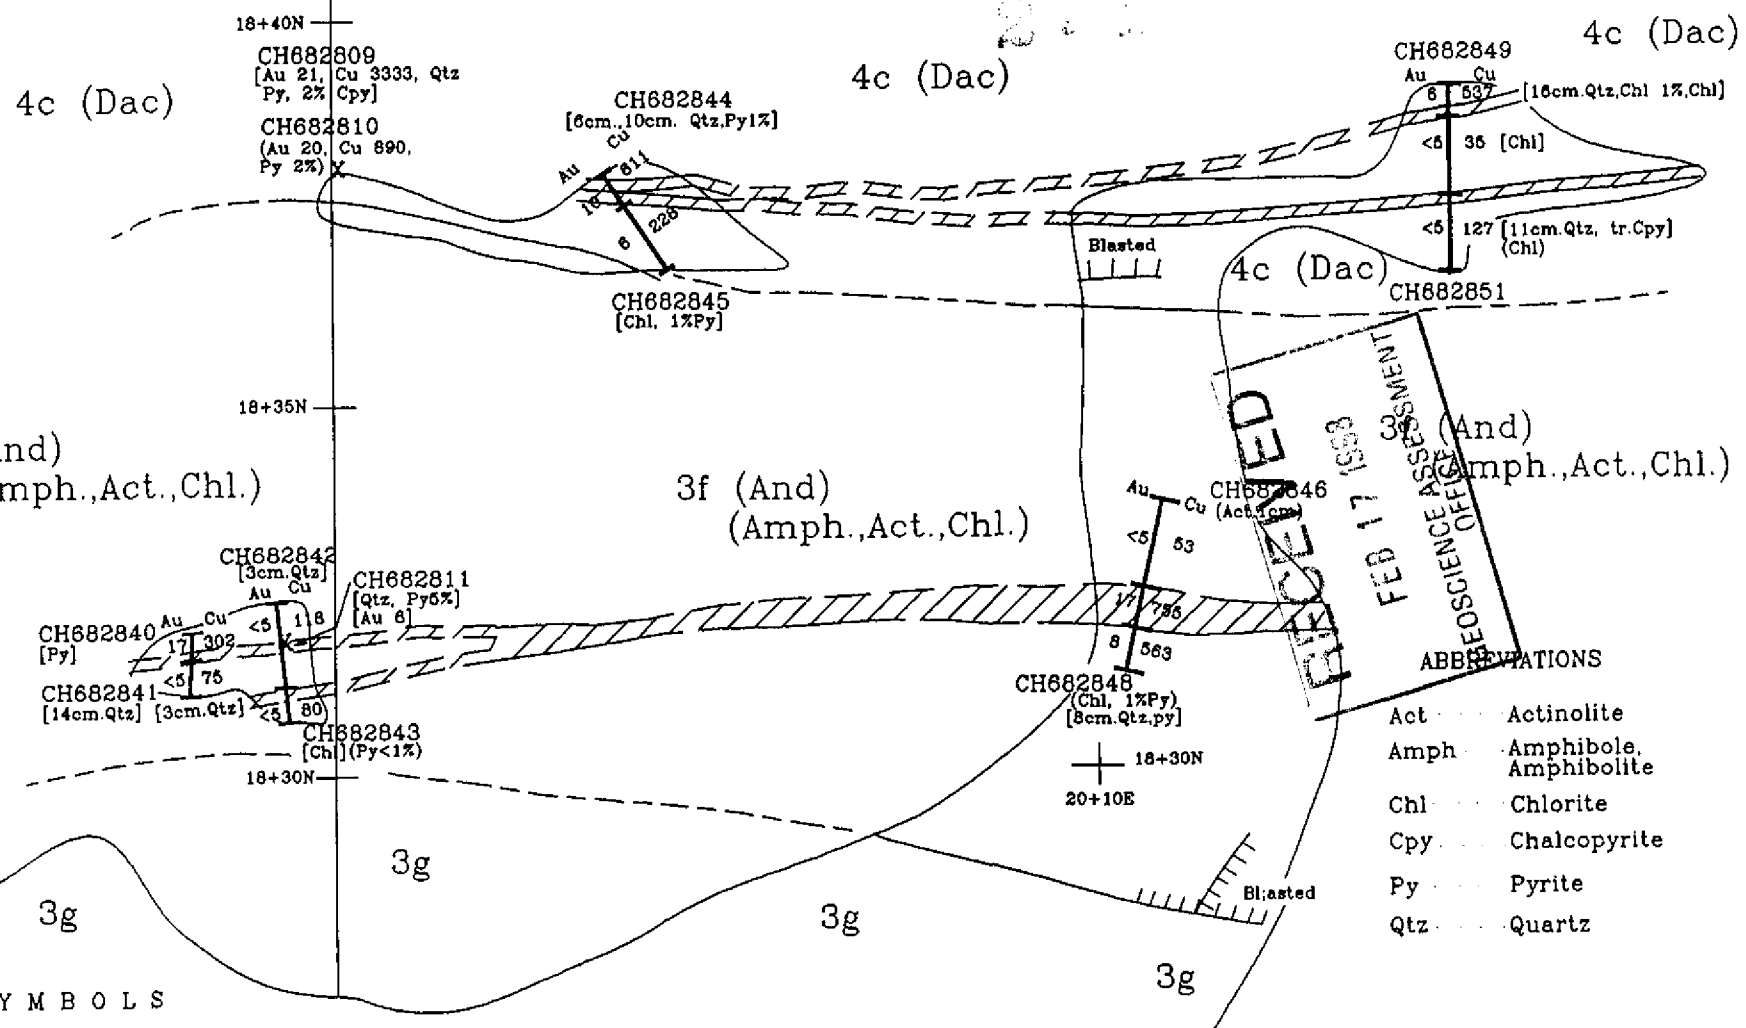 18+40N
CH682809
[Au 21, Cu 3333, Qtz
Py, 2% Cpy]
4c (Dac)
CH682810
(Au 20, Cu 890,
Py 2%)
X
CH682844
[6cm.,10cm. Qtz,Py1%]
Au Cu
611
10
228
6
CH682845
[Chl, 1%Py]
4c (Dac)
4c (Dac)
CH682849
Au Cu
6 537 [16cm.Qtz,Chl 1%,Chl]
<5 35 [Chl]
<5 127 [11cm.Qtz, tr.Cpy]
(Chl)
Blasted
4c (Dac)
CH682851
18+35N
nd)
mph.,Act.,Chl.)
3f (And)
(Amph.,Act.,Chl.)
3f (And)
(Amph.,Act.,Chl.)
RECEIVED
FEB 17 1993
GEOSCIENCE ASSESSMENT
OFFICE
Au Cu
CH682846
(Act,1cm)
<5 53
17 755
8 563
CH682848
(Chl, 1%Py)
[8cm.Qtz,py]
CH682842
[3cm.Qtz]
Au Cu
<5 118
CH682811
[Qtz, Py5%]
[Au 6]
CH682840
[Py]
Au Cu
17 302
<5 75
CH682841
[14cm.Qtz] [3cm.Qtz]
<5 80
CH682843
[Chl](Py<1%)
18+30N
18+30N
20+10E
Blasted
3g
3g
3g
3g
ABBREVIATIONS
Act Actinolite
Amph Amphibole,
Amphibolite
Chl Chlorite
Cpy Chalcopyrite
Py Pyrite
Qtz Quartz
Y M B O L S